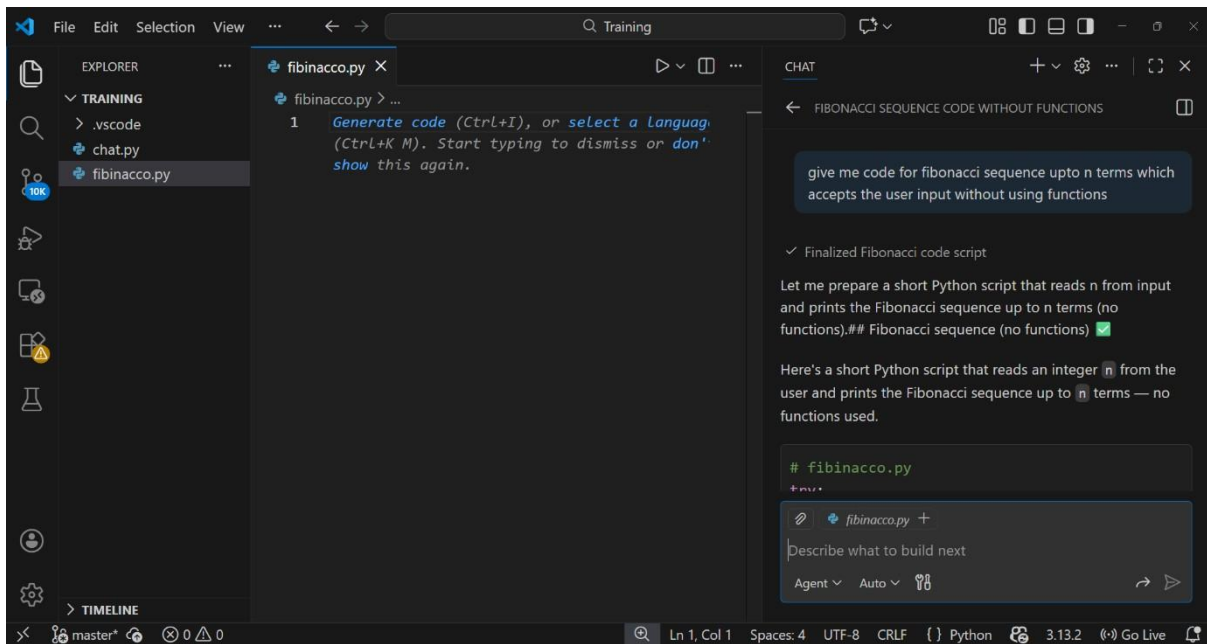 File Edit Selection View ··· Training
EXPLORER ···
TRAINING
.vscode
chat.py
fibinacco.py
10K
TIMELINE
fibinacco.py
fibinacco.py > ...
1 Generate code (Ctrl+I), or select a language
(Ctrl+K M). Start typing to dismiss or don'
show this again.
CHAT
FIBONACCI SEQUENCE CODE WITHOUT FUNCTIONS
give me code for fibonacci sequence upto n terms which
accepts the user input without using functions
Finalized Fibonacci code script
Let me prepare a short Python script that reads n from input
and prints the Fibonacci sequence up to n terms (no
functions).## Fibonacci sequence (no functions) ✅
Here's a short Python script that reads an integer n from the
user and prints the Fibonacci sequence up to n terms — no
functions used.
# fibinacco.py
try:
fibinacco.py +
Describe what to build next
Agent Auto
master* 0 0 Ln 1, Col 1 Spaces: 4 UTF-8 CRLF { } Python 3.13.2 Go Live